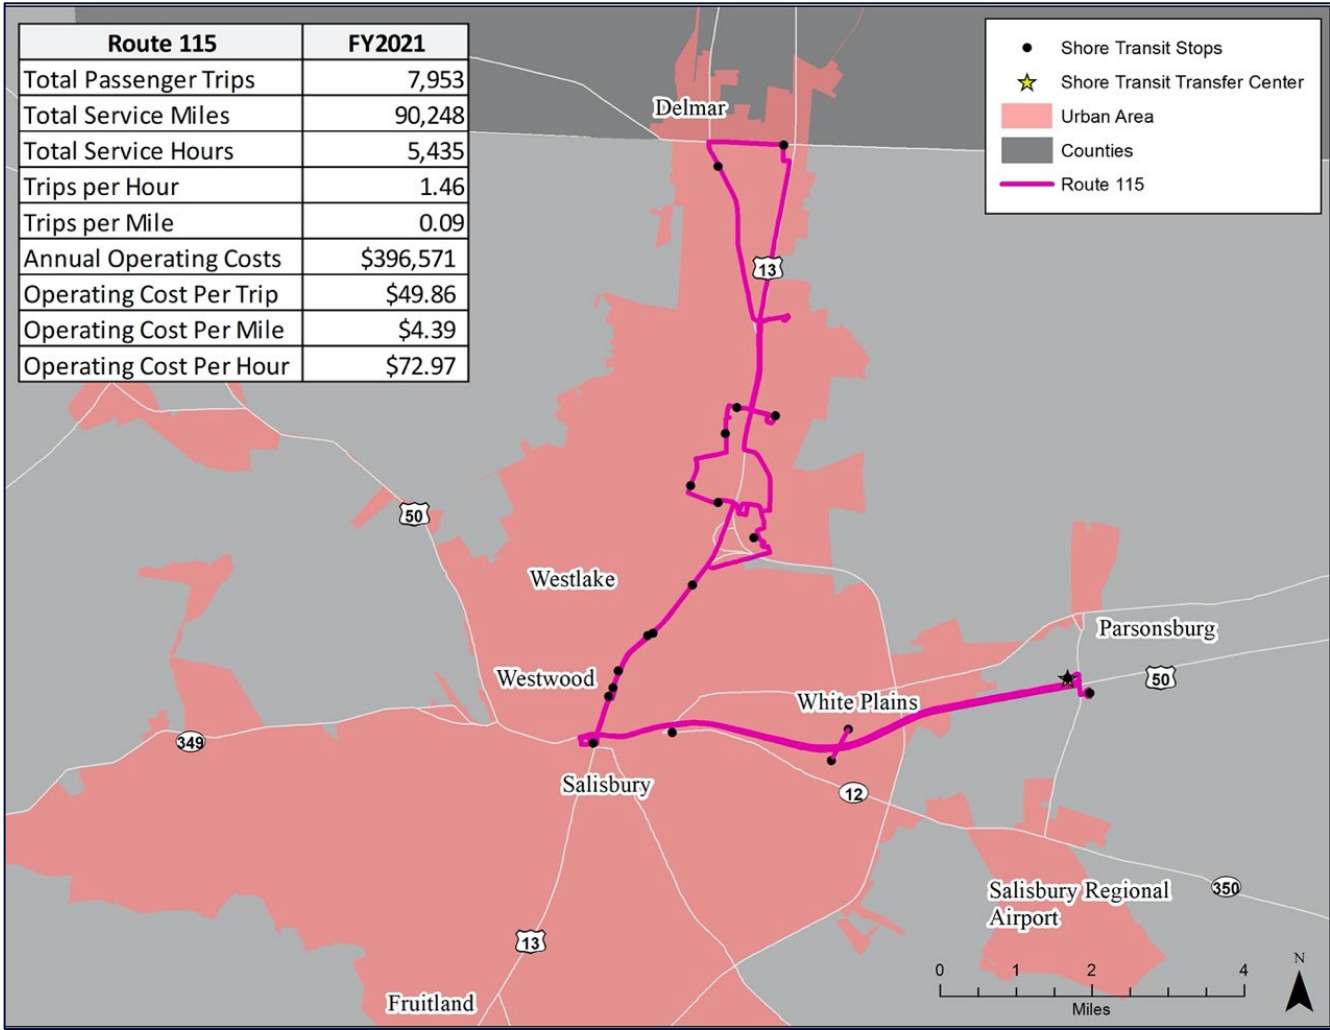 Route 115 FY2021
Total Passenger Trips 7,953
Total Service Miles 90,248
Total Service Hours 5,435
Trips per Hour 1.46
Trips per Mile 0.09
Annual Operating Costs $396,571
Operating Cost Per Trip $49.86
Operating Cost Per Mile $4.39
Operating Cost Per Hour $72.97
Shore Transit Stops
Shore Transit Transfer Center
Urban Area
Counties
Route 115
Delmar
13
50
Westlake
Parsonsburg
Westwood
50
White Plains
349
Salisbury
12
350
Salisbury Regional
Airport
13
Fruitland
N
0 1 2 4
Miles